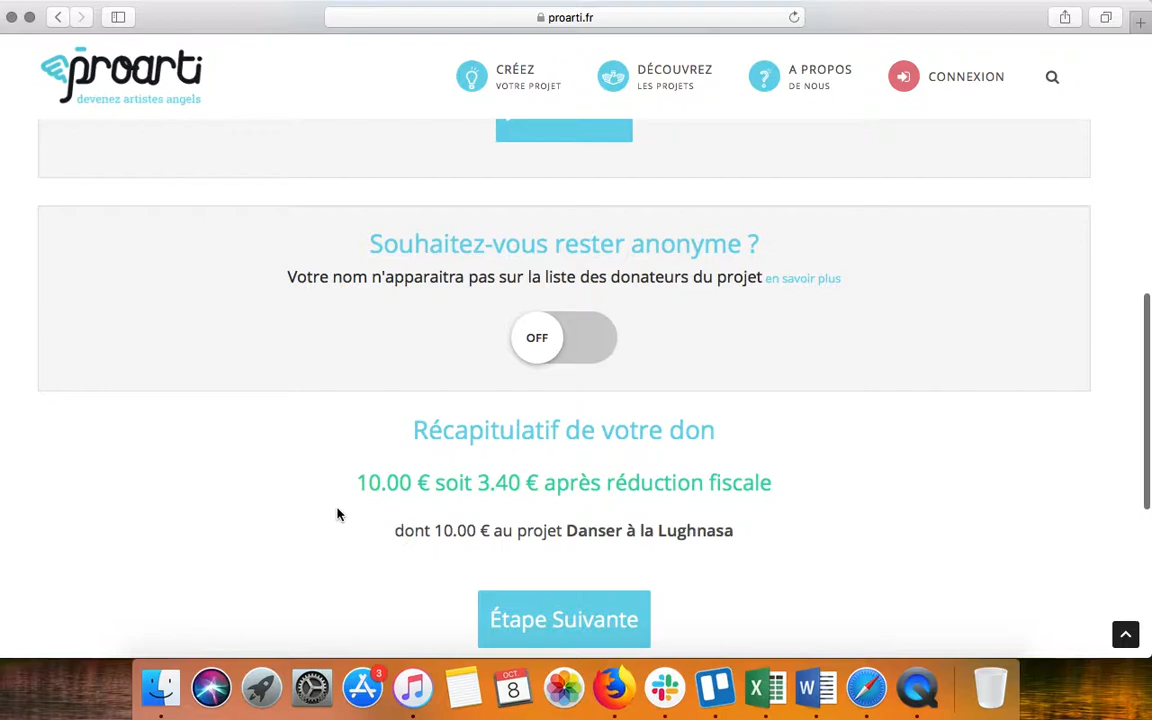 proarti.fr
proarti
devenez artistes angels
CRÉEZ
VOTRE PROJET
DÉCOUVREZ
LES PROJETS
A PROPOS
DE NOUS
CONNEXION
Souhaitez-vous rester anonyme ?
Votre nom n'apparaitra pas sur la liste des donateurs du projet en savoir plus
OFF
Récapitulatif de votre don
10.00 € soit 3.40 € après réduction fiscale
dont 10.00 € au projet Danser à la Lughnasa
Étape Suivante
3
OCT
8